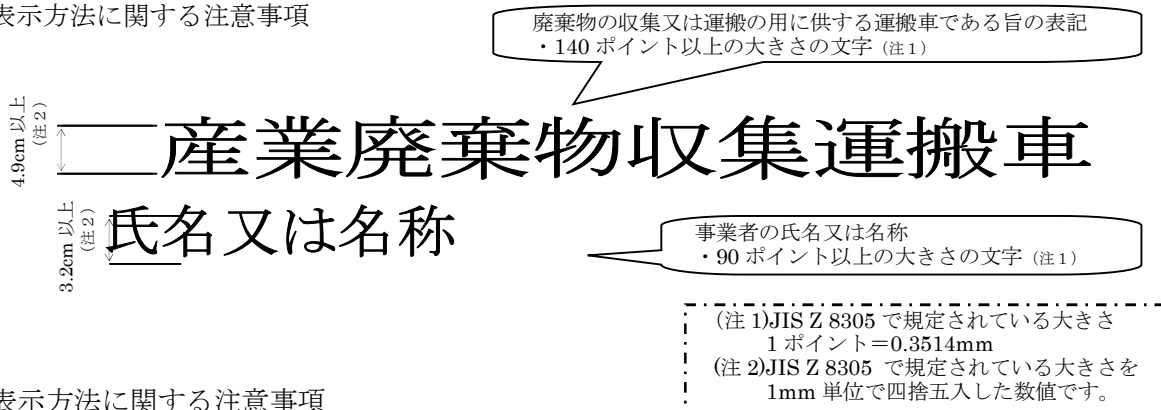 表示方法に関する注意事項
廃棄物の収集又は運搬の用に供する運搬車である旨の表記
・140 ポイント以上の大きさの文字（注１）
4.9cm 以上
（注２）
産業廃棄物収集運搬車
3.2cm 以上
（注２）
氏名又は名称
事業者の氏名又は名称
・90 ポイント以上の大きさの文字（注１）
(注 1)JIS Z 8305 で規定されている大きさ
1 ポイント＝0.3514mm
(注 2)JIS Z 8305 で規定されている大きさを
1mm 単位で四捨五入した数値です。
表示方法に関する注意事項